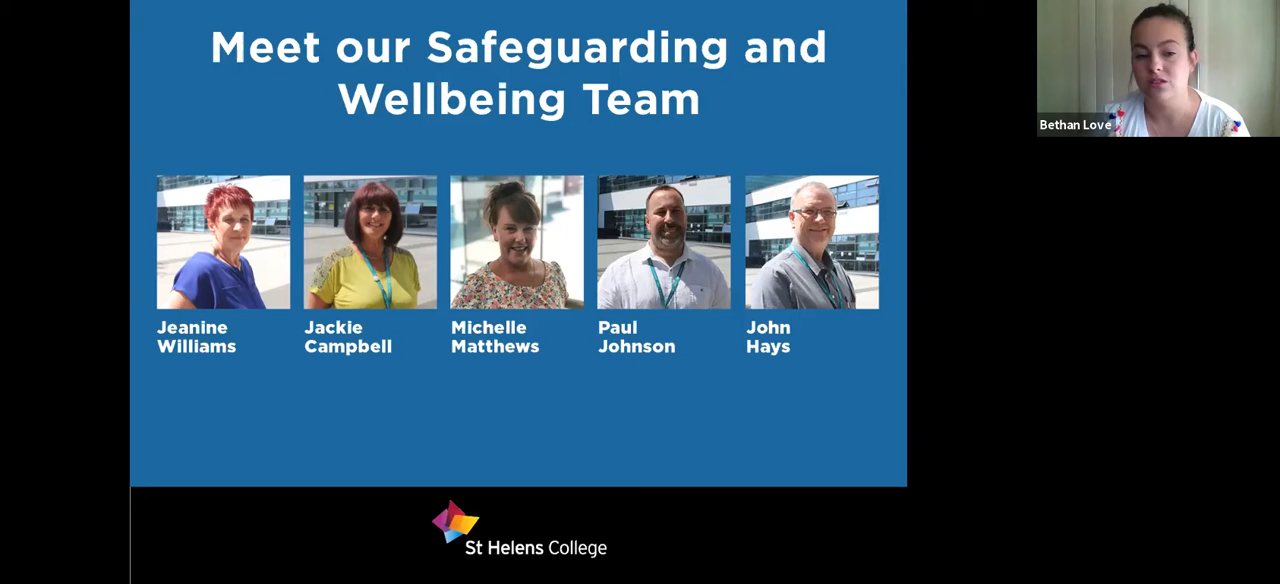 Meet our Safeguarding and
Wellbeing Team
Bethan Love
Jeanine
Williams
Jackie
Campbell
Michelle
Matthews
Paul
Johnson
John
Hays
St Helens College